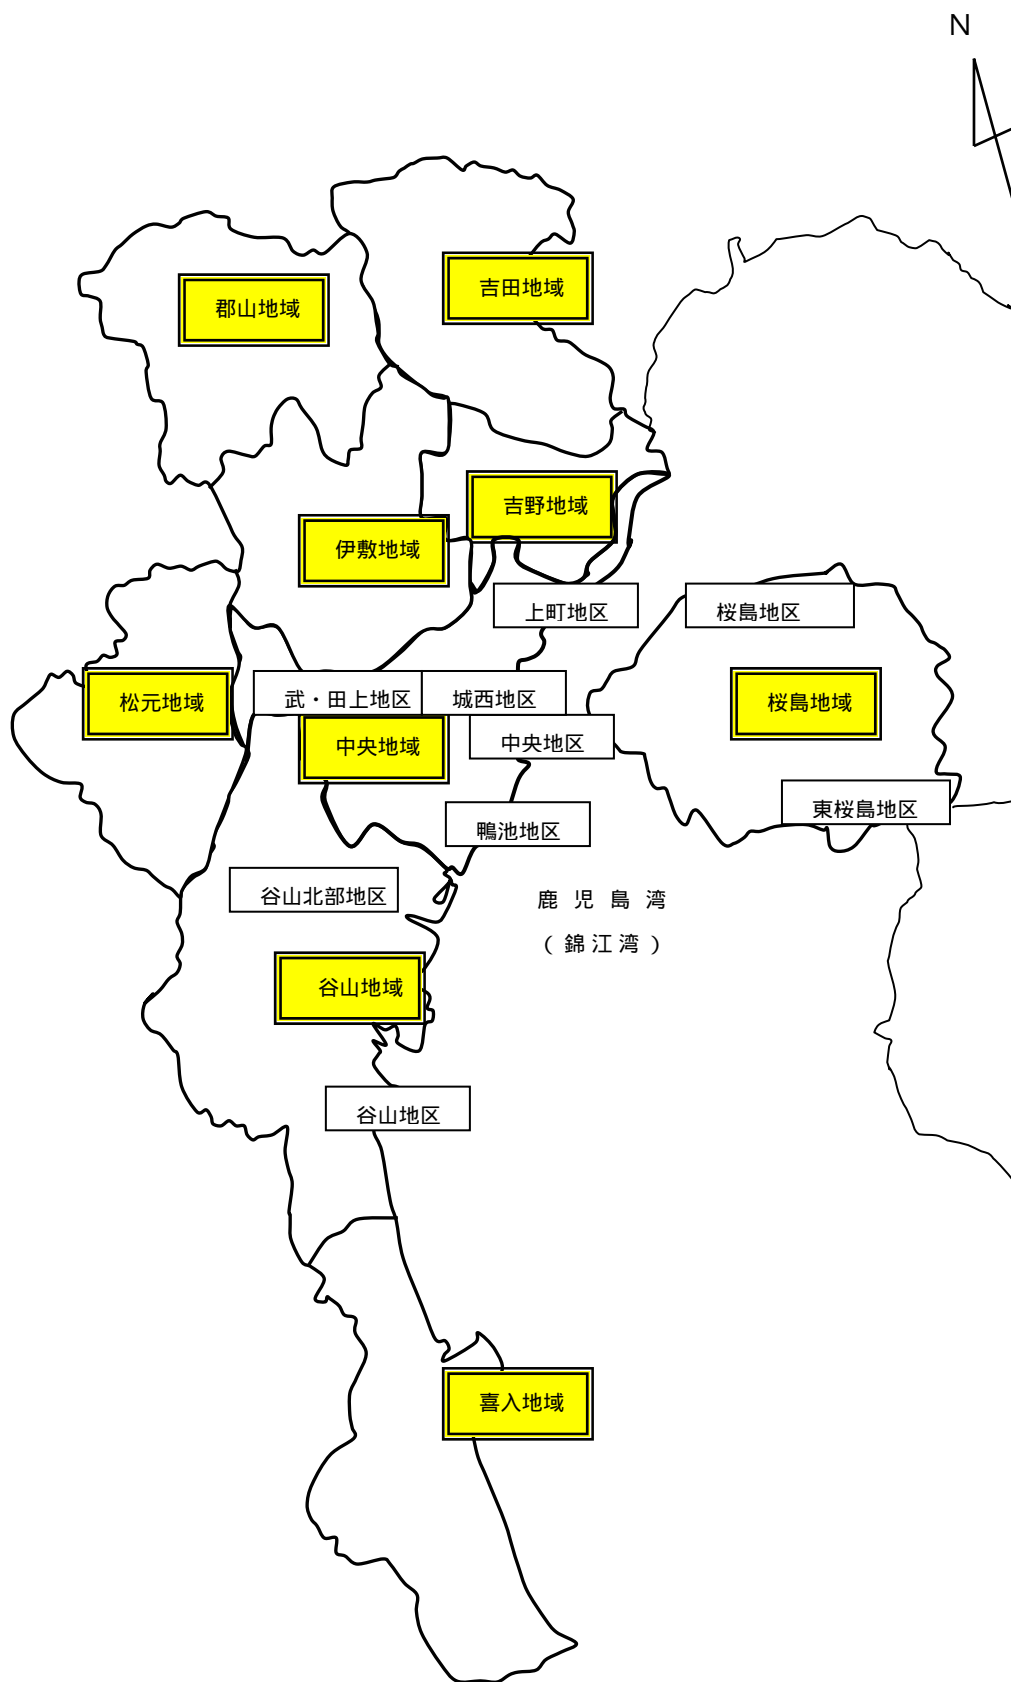 N
吉田地域
郡山地域
吉野地域
伊敷地域
上町地区
桜島地区
松元地域
武・田上地区
城西地区
桜島地域
中央地域
中央地区
東桜島地区
鴨池地区
谷山北部地区
鹿児島湾
(錦江湾)
谷山地域
谷山地区
喜入地域